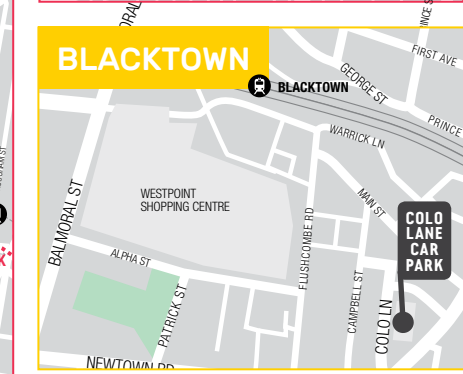 BLACKTOWN
BLACKTOWN
GEORGE ST
FIRST AVE
PRINCE
WARRICK LN
MAIN ST
WESTPOINT
SHOPPING CENTRE
BALMORAL ST
ALPHA ST
PATRICK ST
FLUSHCOMBE RD
CAMPBELL ST
COLO LN
COLO
LANE
CAR
PARK
NEWTOWN RD